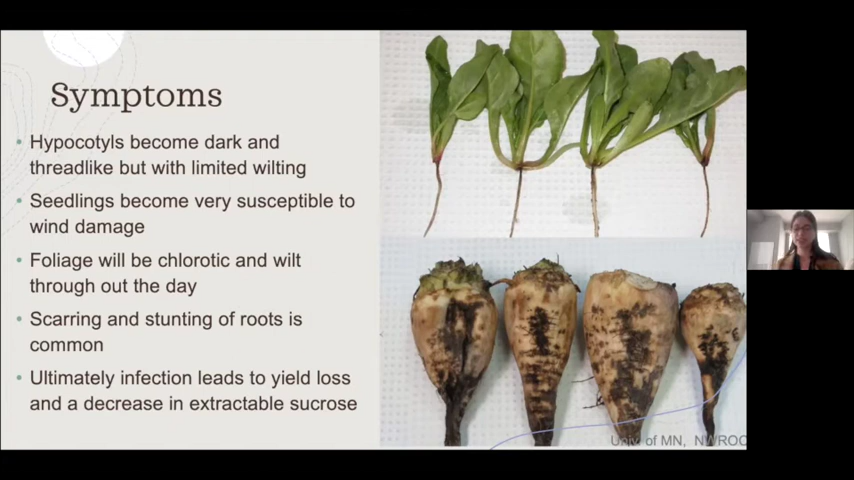 Symptoms
• Hypocotyls become dark and
threadlike but with limited wilting
• Seedlings become very susceptible to
wind damage
• Foliage will be chlorotic and wilt
through out the day
• Scarring and stunting of roots is
common
• Ultimately infection leads to yield loss
and a decrease in extractable sucrose
Univ. of MN, NWROC